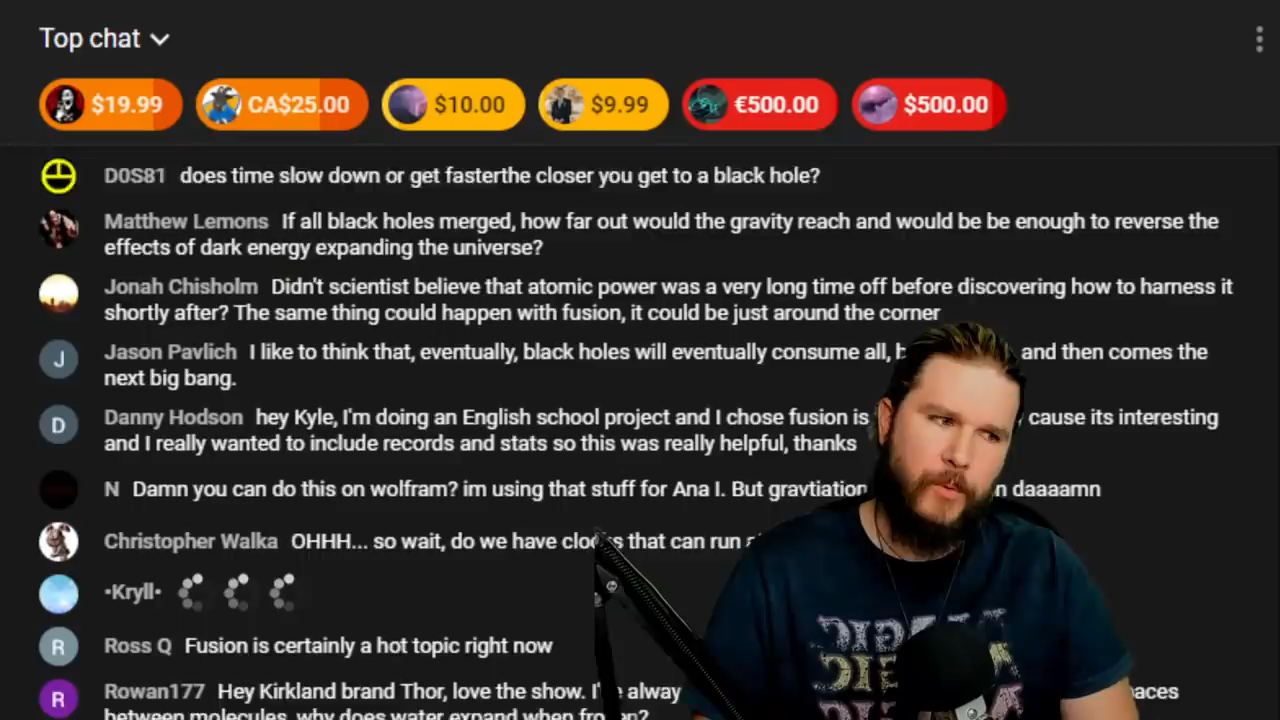 Top chat
$19.99 CA$25.00 $10.00 $9.99 €500.00 $500.00
D0S81 does time slow down or get fasterthe closer you get to a black hole?
Matthew Lemons If all black holes merged, how far out would the gravity reach and would be be enough to reverse the
effects of dark energy expanding the universe?
Jonah Chisholm Didn't scientist believe that atomic power was a very long time off before discovering how to harness it
shortly after? The same thing could happen with fusion, it could be just around the corner
J
Jason Pavlich I like to think that, eventually, black holes will eventually consume all, and then comes the
next big bang.
D
Danny Hodson hey Kyle, I'm doing an English school project and I chose fusion is cause its interesting
and I really wanted to include records and stats so this was really helpful, thanks
N Damn you can do this on wolfram? im using that stuff for Ana I. But gravtiation daaaamn
Christopher Walka OHHH... so wait, do we have clocks that can run
•Kryll•
R
Ross Q Fusion is certainly a hot topic right now
R
Rowan177 Hey Kirkland brand Thor, love the show. I've
between molecules, why does water expand when frozen?